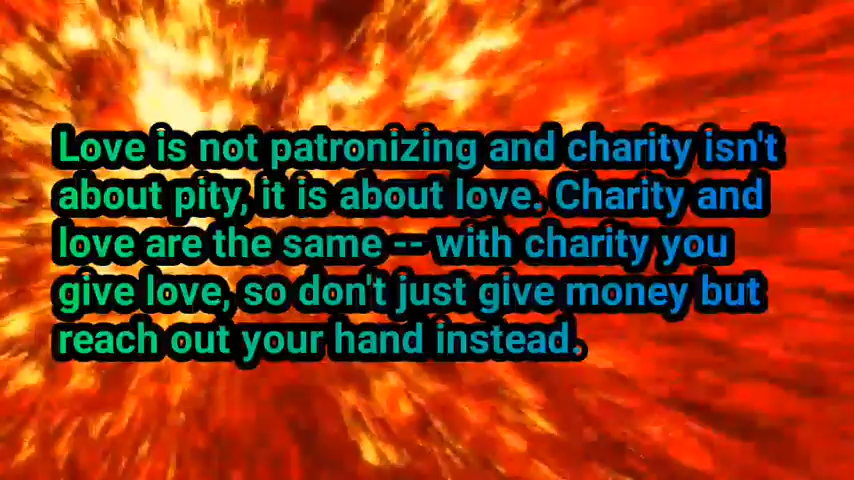 Love is not patronizing and charity isn't
about pity, it is about love. Charity and
love are the same -- with charity you
give love, so don't just give money but
reach out your hand instead.